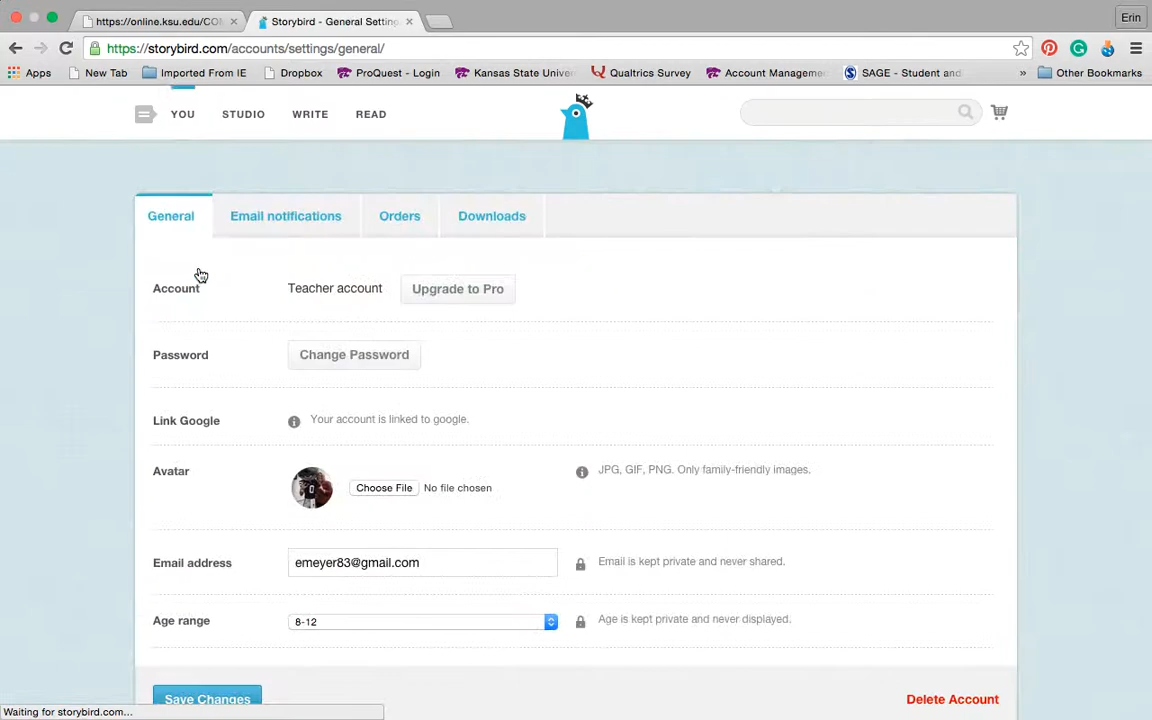 https://online.ksu.edu/CO
Storybird - General Settin
Erin
https://storybird.com/accounts/settings/general/
Apps
New Tab
Imported From IE
Dropbox
ProQuest - Login
Kansas State Univer
Qualtrics Survey
Account Manageme
SAGE - Student and
»
Other Bookmarks
YOU
STUDIO
WRITE
READ
General
Email notifications
Orders
Downloads
Account
Teacher account
Upgrade to Pro
Password
Change Password
Link Google
Your account is linked to google.
Avatar
Choose File
No file chosen
JPG, GIF, PNG. Only family-friendly images.
Email address
emeyer83@gmail.com
Email is kept private and never shared.
Age range
8-12
Age is kept private and never displayed.
Save Changes
Delete Account
Waiting for storybird.com...